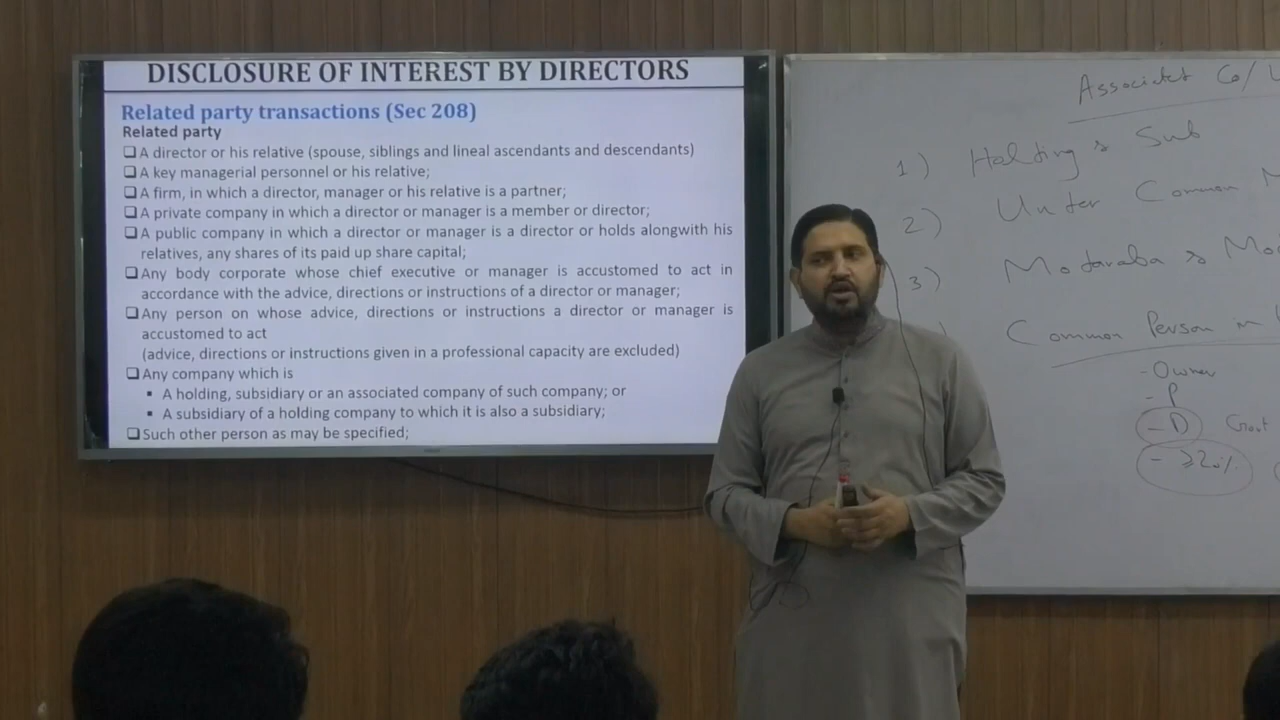 DISCLOSURE OF INTEREST BY DIRECTORS
Related party transactions (Sec 208)
Related party
❑ A director or his relative (spouse, siblings and lineal ascendants and descendants)
❑ A key managerial personnel or his relative;
❑ A firm, in which a director, manager or his relative is a partner;
❑ A private company in which a director or manager is a member or director;
❑ A public company in which a director or manager is a director or holds alongwith his
relatives, any shares of its paid up share capital;
❑ Any body corporate whose chief executive or manager is accustomed to act in
accordance with the advice, directions or instructions of a director or manager;
❑ Any person on whose advice, directions or instructions a director or manager is
accustomed to act
(advice, directions or instructions given in a professional capacity are excluded)
❑ Any company which is
▪ A holding, subsidiary or an associated company of such company; or
▪ A subsidiary of a holding company to which it is also a subsidiary;
❑ Such other person as may be specified;
Associated Co/
1) Holding & Sub
2) Under Common
3) Modaraba &
Common Person in
- Owner
- P
- D
- ≥20%